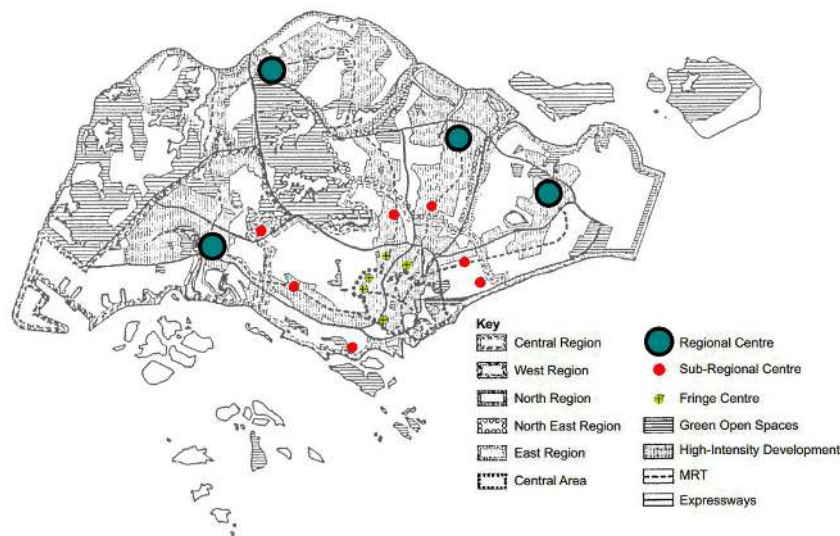 Key
Central Region
West Region
North Region
North East Region
East Region
Central Area
Regional Centre
Sub-Regional Centre
Fringe Centre
Green Open Spaces
High-Intensity Development
MRT
Expressways